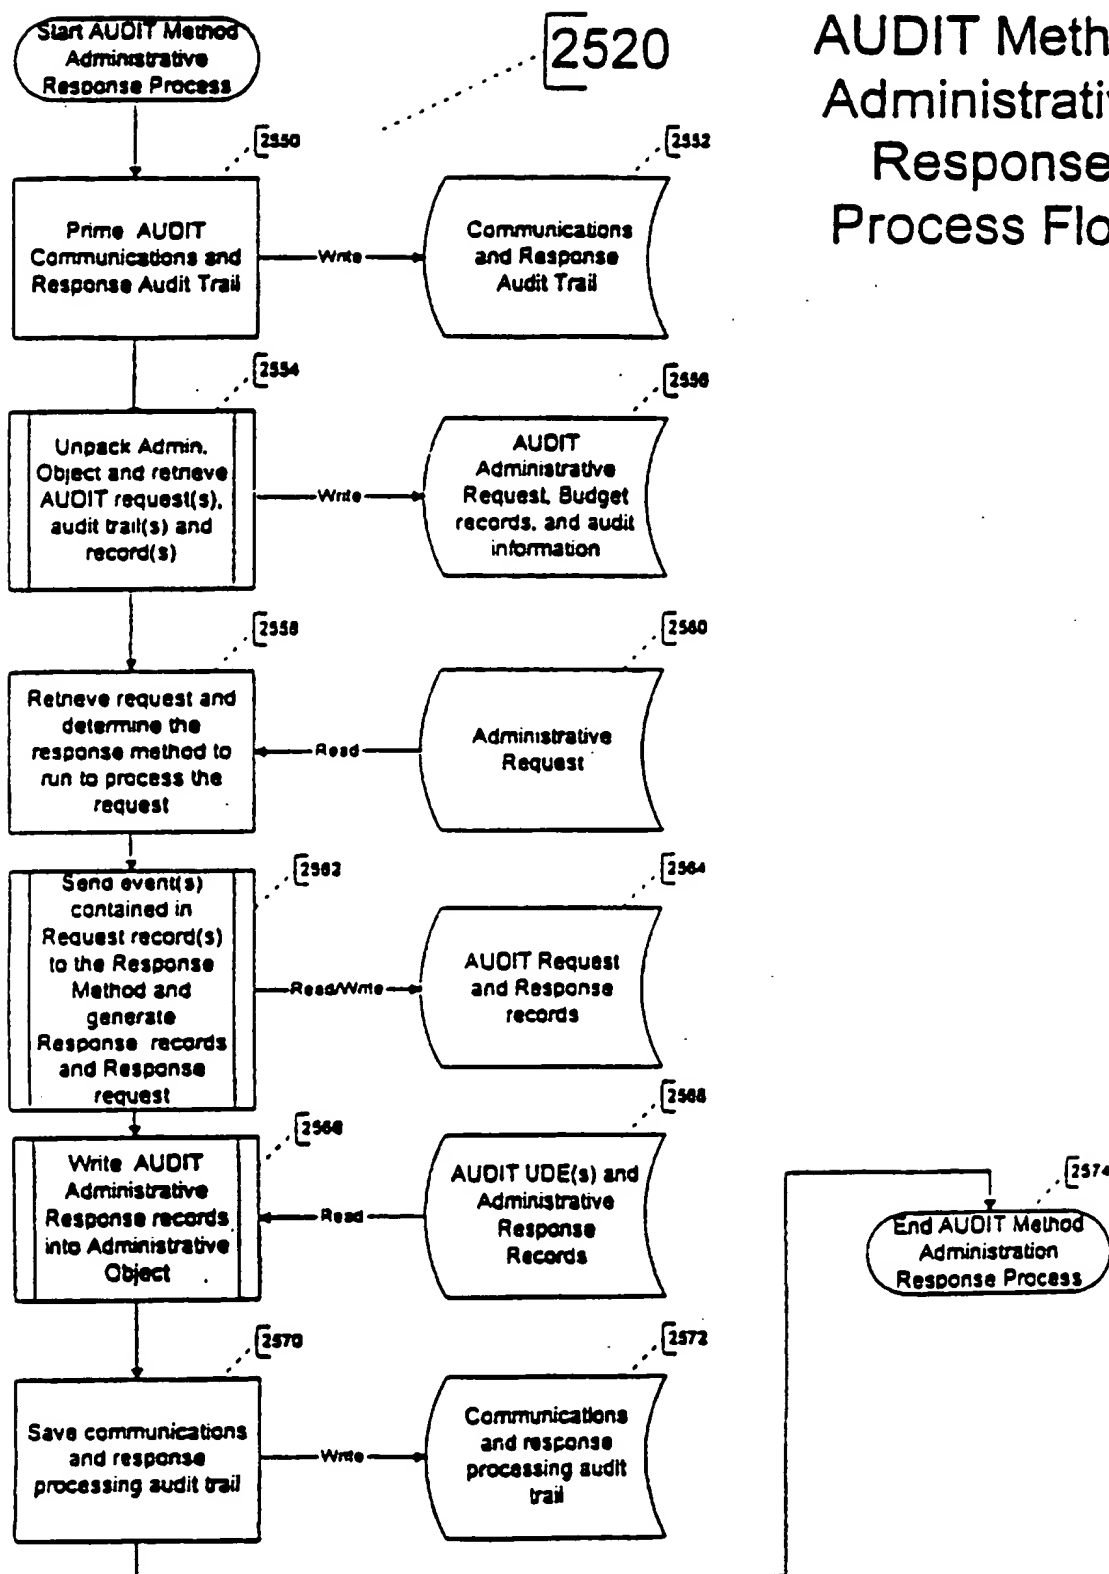 Start AUDIT Method
Administrative
Response Process
2520
AUDIT Meth
Administrativ
Response
Process Flo
2550
2552
Prime AUDIT
Communications and
Response Audit Trail
Write
Communications
and Response
Audit Trail
2554
2556
Unpack Admin.
Object and retrieve
AUDIT request(s),
audit trail(s) and
record(s)
Write
AUDIT
Administrative
Request, Budget
records, and audit
information
2558
2560
Retrieve request and
determine the
response method to
run to process the
request
Read
Administrative
Request
2562
2564
Send event(s)
contained in
Request record(s)
to the Response
Method and
generate
Response records
and Response
request
Read/Write
AUDIT Request
and Response
records
2566
2568
Write AUDIT
Administrative
Response records
into Administrative
Object
Read
AUDIT UDE(s) and
Administrative
Response
Records
2574
End AUDIT Method
Administration
Response Process
2570
2572
Save communications
and response
processing audit trail
Write
Communications
and response
processing audit
trail